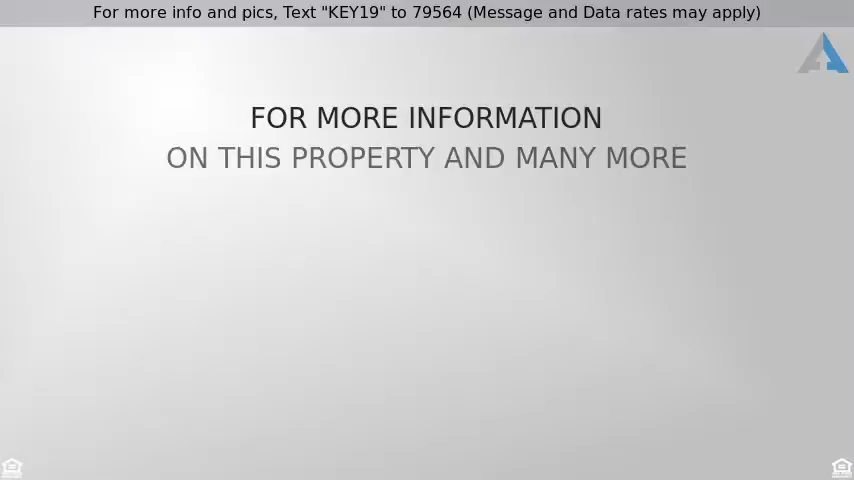 For more info and pics, Text "KEY19" to 79564 (Message and Data rates may apply)
FOR MORE INFORMATION
ON THIS PROPERTY AND MANY MORE